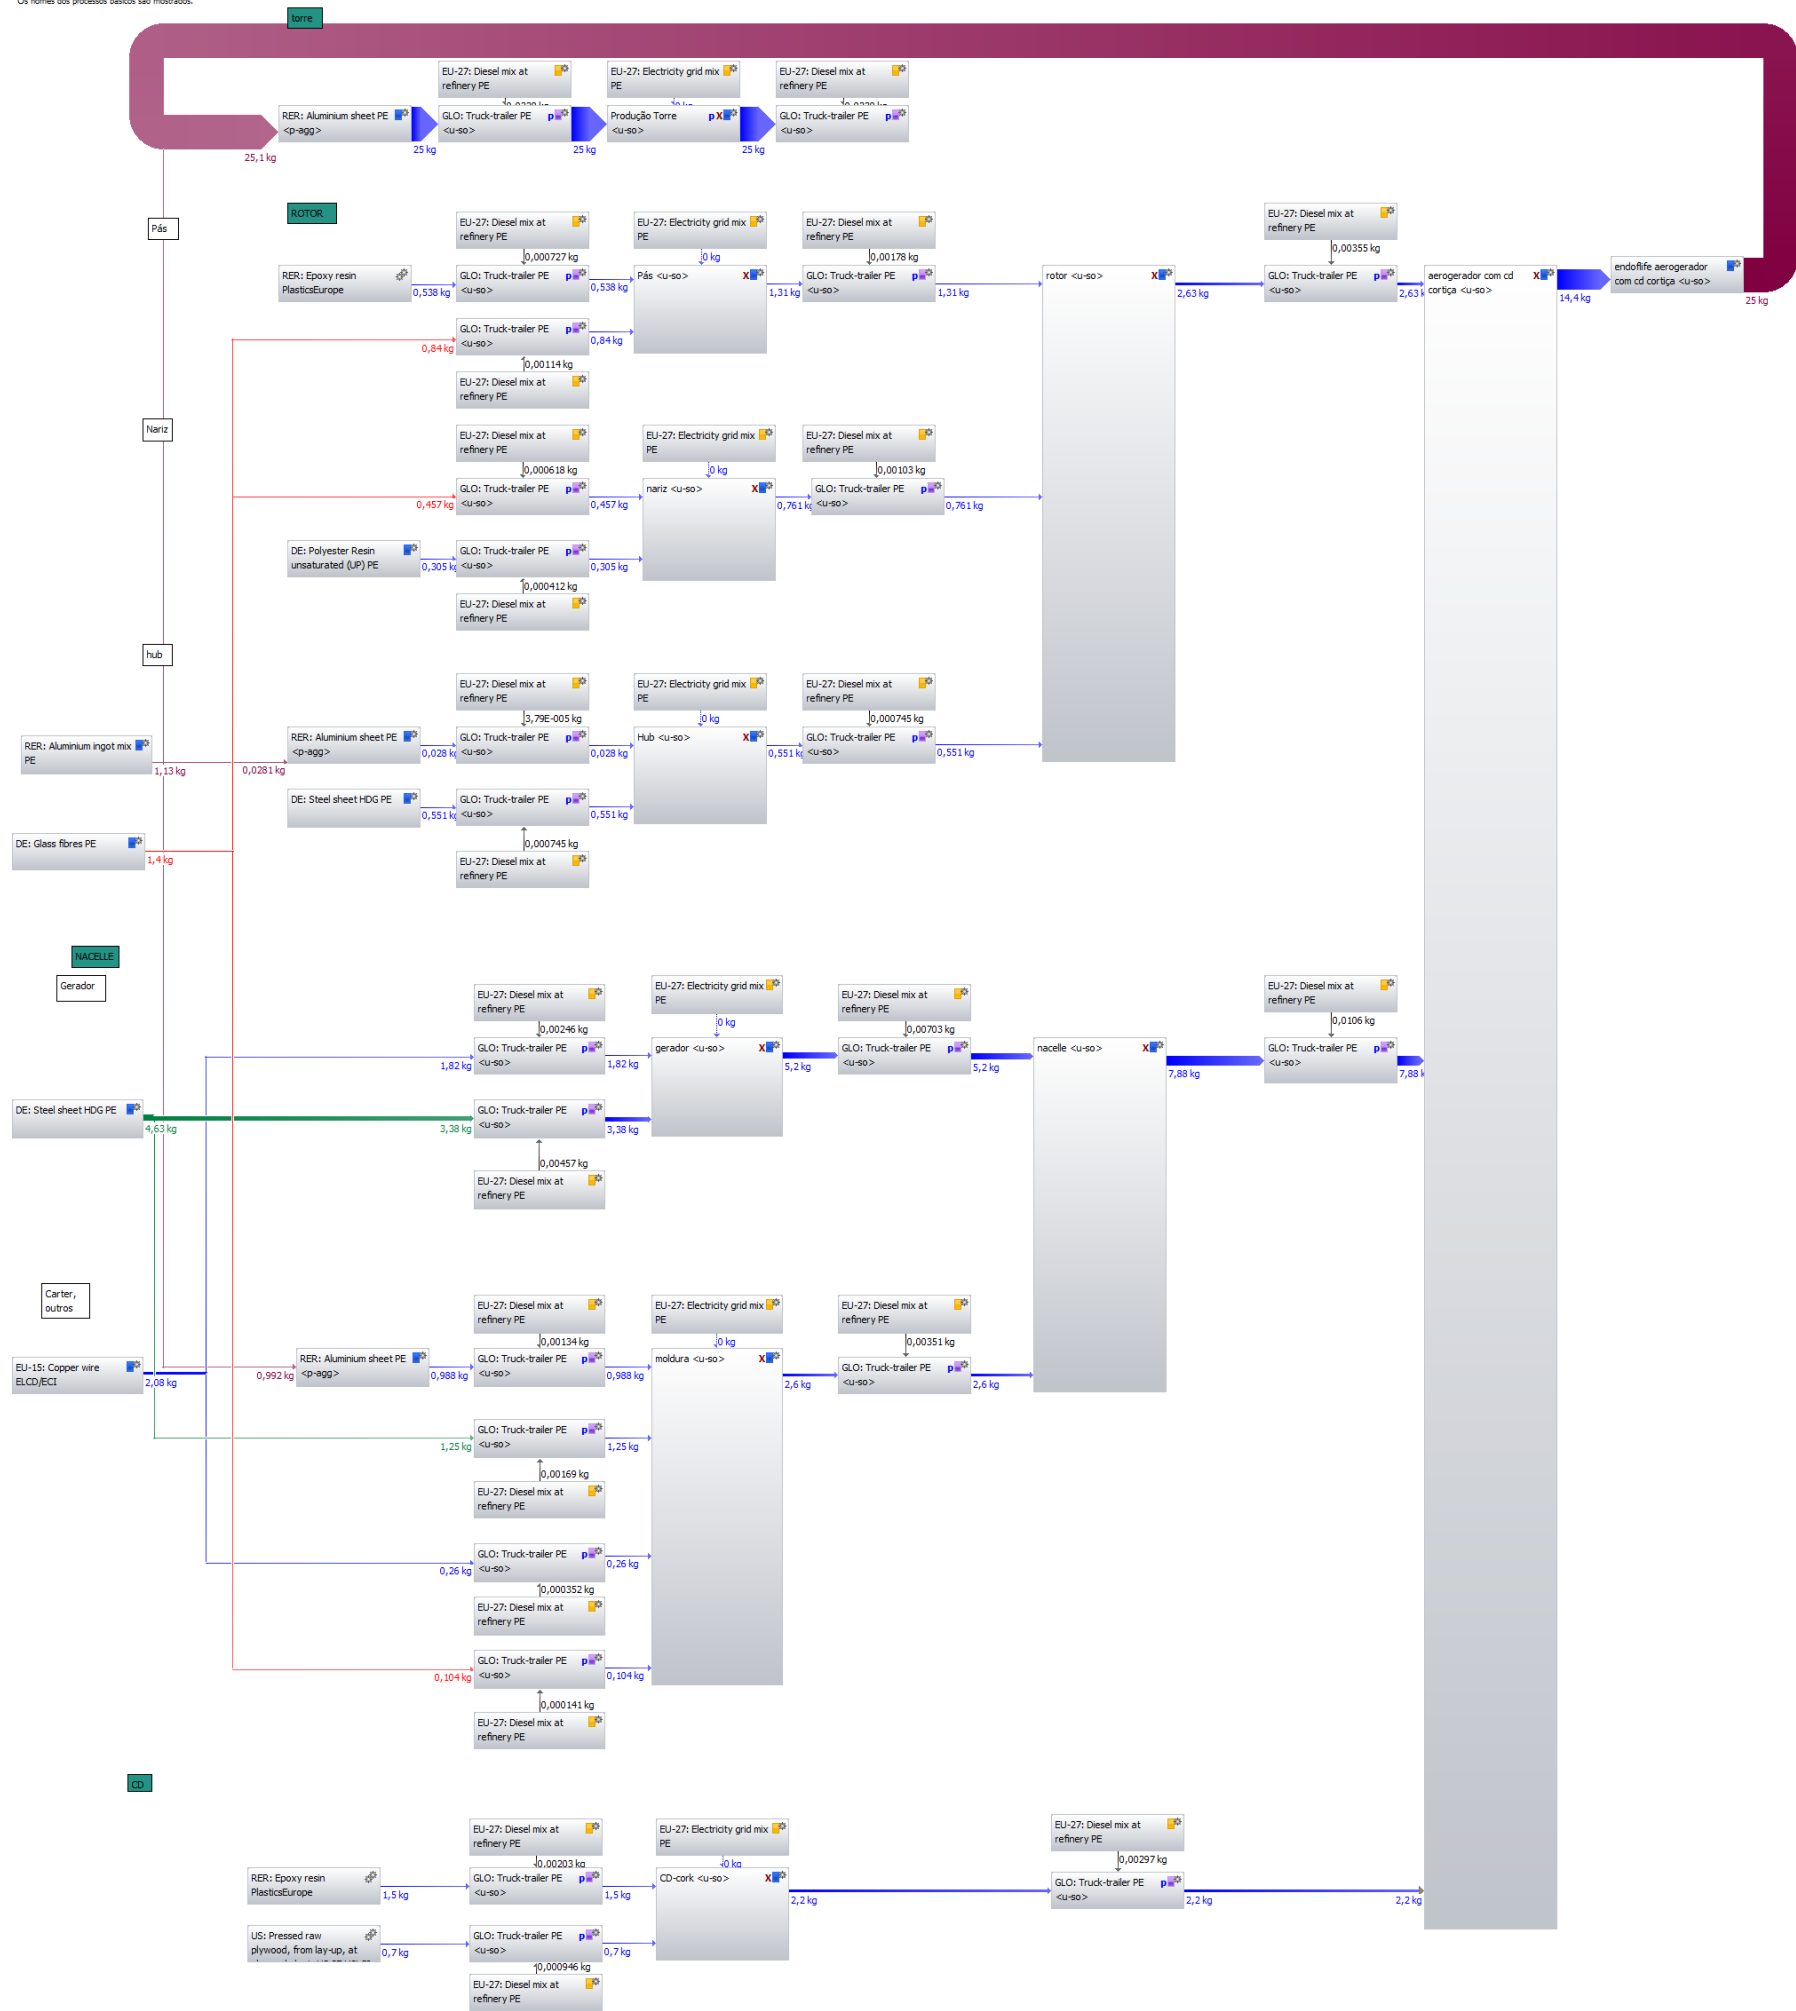 Os nomes dos processos básicos são mostrados.
torre
EU-27: Diesel mix at
refinery PE
EU-27: Electricity grid mix
PE
EU-27: Diesel mix at
refinery PE
0 kg
RER: Aluminium sheet PE
<p-agg>
GLO: Truck-trailer PE
<u-so>
Produção Torre
<u-so>
GLO: Truck-trailer PE
<u-so>
25,1 kg
25 kg
25 kg
25 kg
Pás
ROTOR
EU-27: Diesel mix at
refinery PE
EU-27: Electricity grid mix
PE
EU-27: Diesel mix at
refinery PE
EU-27: Diesel mix at
refinery PE
0,000727 kg
0 kg
0,00178 kg
0,00355 kg
RER: Epoxy resin
PlasticsEurope
0,538 kg
GLO: Truck-trailer PE
<u-so>
0,538 kg
Pás <u-so>
1,31 kg
GLO: Truck-trailer PE
<u-so>
1,31 kg
rotor <u-so>
2,63 kg
GLO: Truck-trailer PE
<u-so>
2,63 k
aerogerador com cd
cortiça <u-so>
14,4 kg
endoflife aerogerador
com cd cortiça <u-so>
25 kg
0,84 kg
GLO: Truck-trailer PE
<u-so>
0,84 kg
0,00114 kg
EU-27: Diesel mix at
refinery PE
Nariz
EU-27: Diesel mix at
refinery PE
EU-27: Electricity grid mix
PE
EU-27: Diesel mix at
refinery PE
0,000618 kg
0 kg
0,00103 kg
0,457 kg
GLO: Truck-trailer PE
<u-so>
0,457 kg
nariz <u-so>
0,761 kg
GLO: Truck-trailer PE
<u-so>
0,761 kg
DE: Polyester Resin
unsaturated (UP) PE
0,305 kg
GLO: Truck-trailer PE
<u-so>
0,305 kg
0,000412 kg
EU-27: Diesel mix at
refinery PE
hub
EU-27: Diesel mix at
refinery PE
EU-27: Electricity grid mix
PE
EU-27: Diesel mix at
refinery PE
3,79E-005 kg
0 kg
0,000745 kg
RER: Aluminium ingot mix
PE
1,13 kg
0,0281 kg
RER: Aluminium sheet PE
<p-agg>
0,028 kg
GLO: Truck-trailer PE
<u-so>
0,028 kg
Hub <u-so>
0,551 kg
GLO: Truck-trailer PE
<u-so>
0,551 kg
DE: Steel sheet HDG PE
0,551 kg
GLO: Truck-trailer PE
<u-so>
0,551 kg
0,000745 kg
EU-27: Diesel mix at
refinery PE
DE: Glass fibres PE
1,4 kg
NACELLE
Gerador
EU-27: Diesel mix at
refinery PE
EU-27: Electricity grid mix
PE
EU-27: Diesel mix at
refinery PE
EU-27: Diesel mix at
refinery PE
0,00246 kg
0 kg
0,00703 kg
0,0106 kg
1,82 kg
GLO: Truck-trailer PE
<u-so>
1,82 kg
gerador <u-so>
5,2 kg
GLO: Truck-trailer PE
<u-so>
5,2 kg
nacelle <u-so>
7,88 kg
GLO: Truck-trailer PE
<u-so>
7,88 k
DE: Steel sheet HDG PE
4,63 kg
3,38 kg
GLO: Truck-trailer PE
<u-so>
3,38 kg
0,00457 kg
EU-27: Diesel mix at
refinery PE
Carter,
outros
EU-27: Diesel mix at
refinery PE
EU-27: Electricity grid mix
PE
EU-27: Diesel mix at
refinery PE
0,00134 kg
0 kg
0,00351 kg
EU-15: Copper wire
ELCD/ECI
2,08 kg
0,992 kg
RER: Aluminium sheet PE
<p-agg>
0,988 kg
GLO: Truck-trailer PE
<u-so>
0,988 kg
moldura <u-so>
2,6 kg
GLO: Truck-trailer PE
<u-so>
2,6 kg
1,25 kg
GLO: Truck-trailer PE
<u-so>
1,25 kg
0,00169 kg
EU-27: Diesel mix at
refinery PE
0,26 kg
GLO: Truck-trailer PE
<u-so>
0,26 kg
0,000352 kg
EU-27: Diesel mix at
refinery PE
0,104 kg
GLO: Truck-trailer PE
<u-so>
0,104 kg
0,000141 kg
EU-27: Diesel mix at
refinery PE
CD
EU-27: Diesel mix at
refinery PE
EU-27: Electricity grid mix
PE
EU-27: Diesel mix at
refinery PE
0,00203 kg
0 kg
0,00297 kg
RER: Epoxy resin
PlasticsEurope
1,5 kg
GLO: Truck-trailer PE
<u-so>
1,5 kg
CD-cork <u-so>
2,2 kg
GLO: Truck-trailer PE
<u-so>
2,2 kg
2,2 kg
US: Pressed raw
plywood, from lay-up, at
0,7 kg
GLO: Truck-trailer PE
<u-so>
0,7 kg
0,000946 kg
EU-27: Diesel mix at
refinery PE